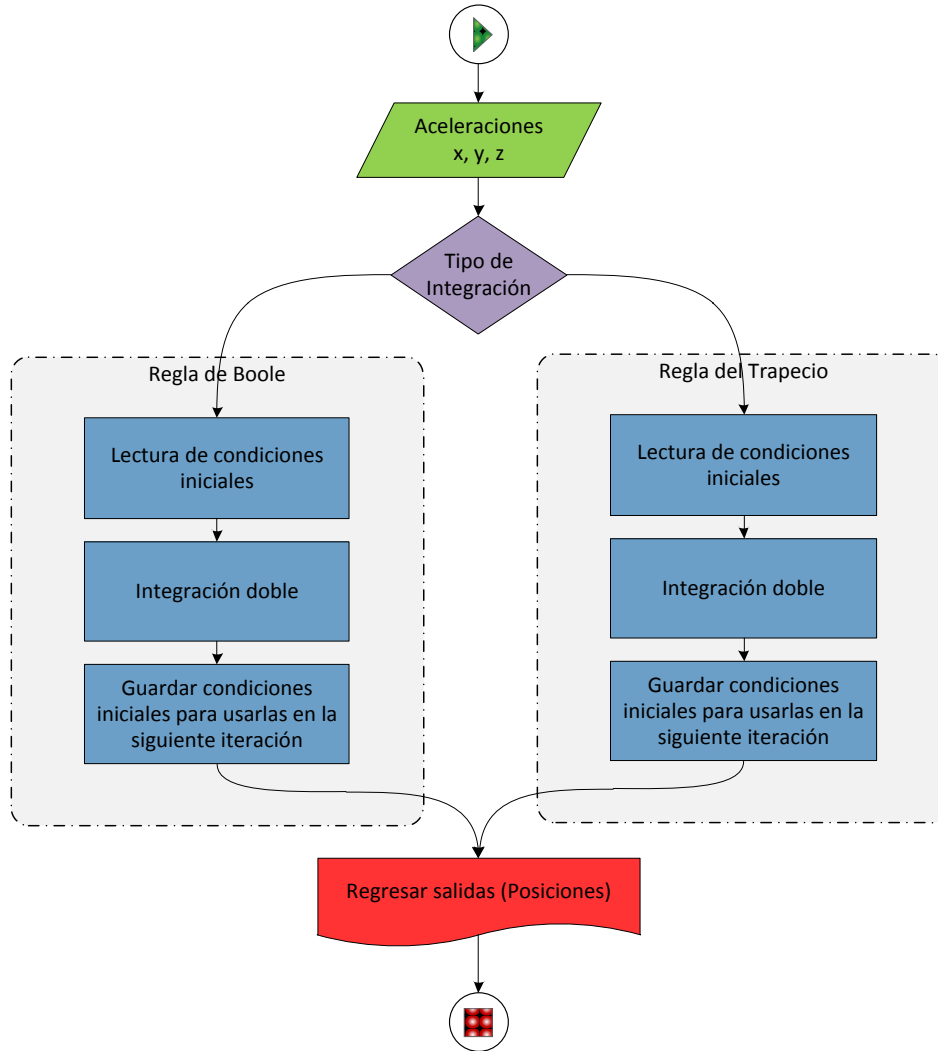 Aceleraciones
x, y, z
Tipo de
Integración
Regla de Boole
Lectura de condiciones
iniciales
Integración doble
Guardar condiciones
iniciales para usarlas en la
siguiente iteración
Regla del Trapecio
Lectura de condiciones
iniciales
Integración doble
Guardar condiciones
iniciales para usarlas en la
siguiente iteración
Regresar salidas (Posiciones)